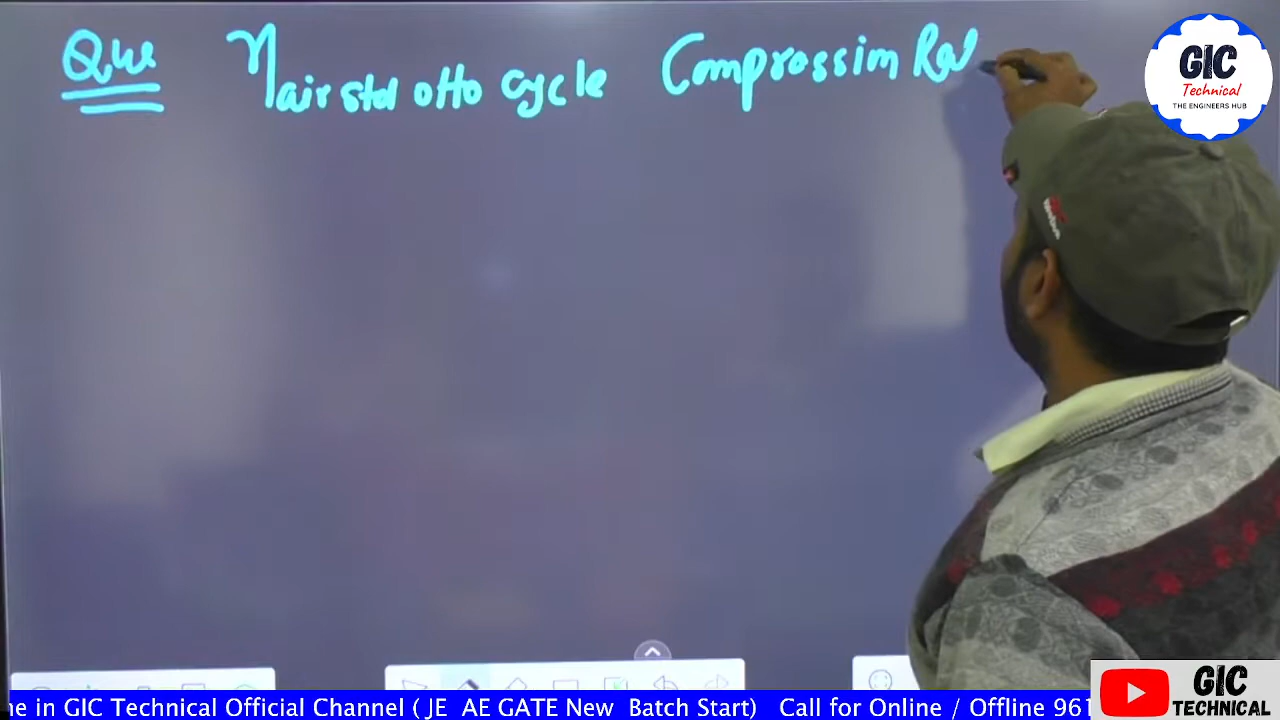 Que η air std otto cycle Compression Rat
GIC
Technical
THE ENGINEERS HUB
e in GIC Technical Official Channel ( JE AE GATE New Batch Start) Call for Online / Offline 961
GIC
TECHNICAL